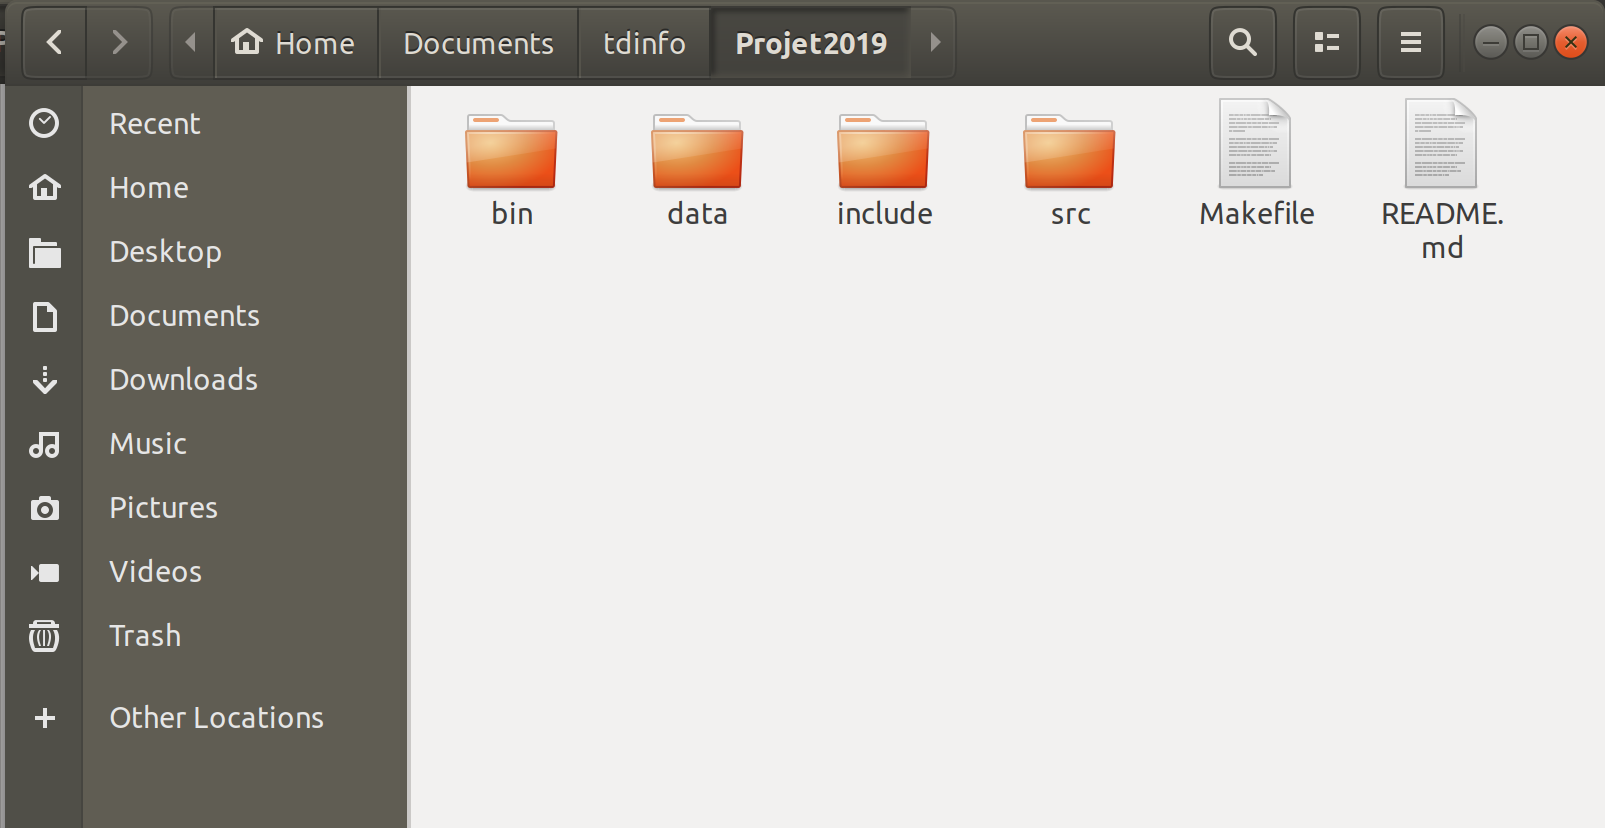 Home Documents tdinfo Projet2019
Recent
Home
Desktop
Documents
Downloads
Music
Pictures
Videos
Trash
Other Locations
bin data include src Makefile README.
md